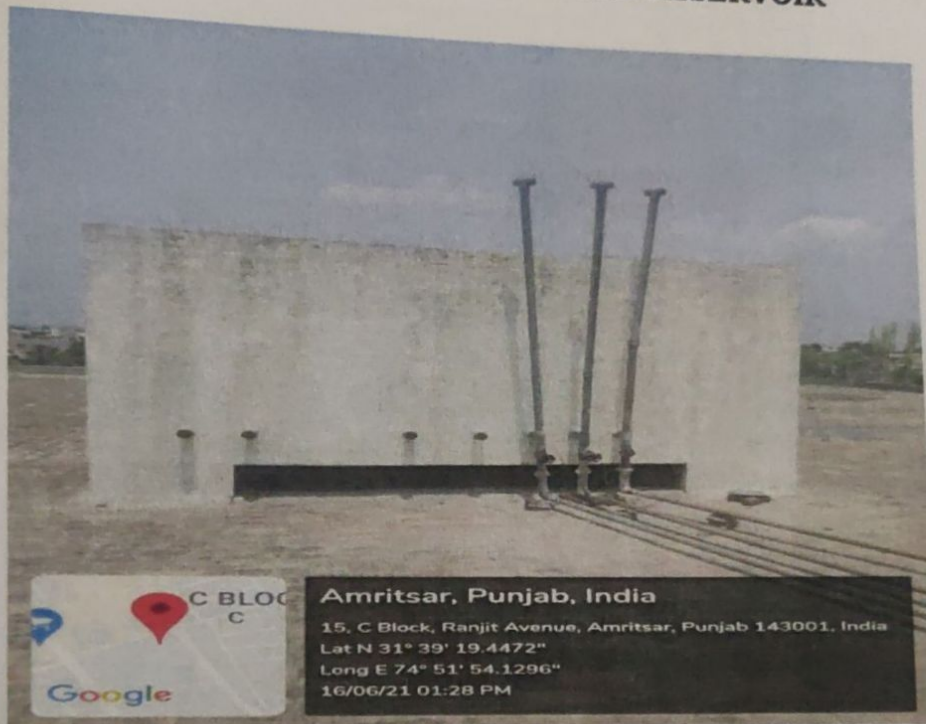 C BLOC
C
Google
Amritsar, Punjab, India
15, C Block, Ranjit Avenue, Amritsar, Punjab 143001, India
Lat N 31° 39' 19.4472"
Long E 74° 51' 54.1296"
16/06/21 01:28 PM